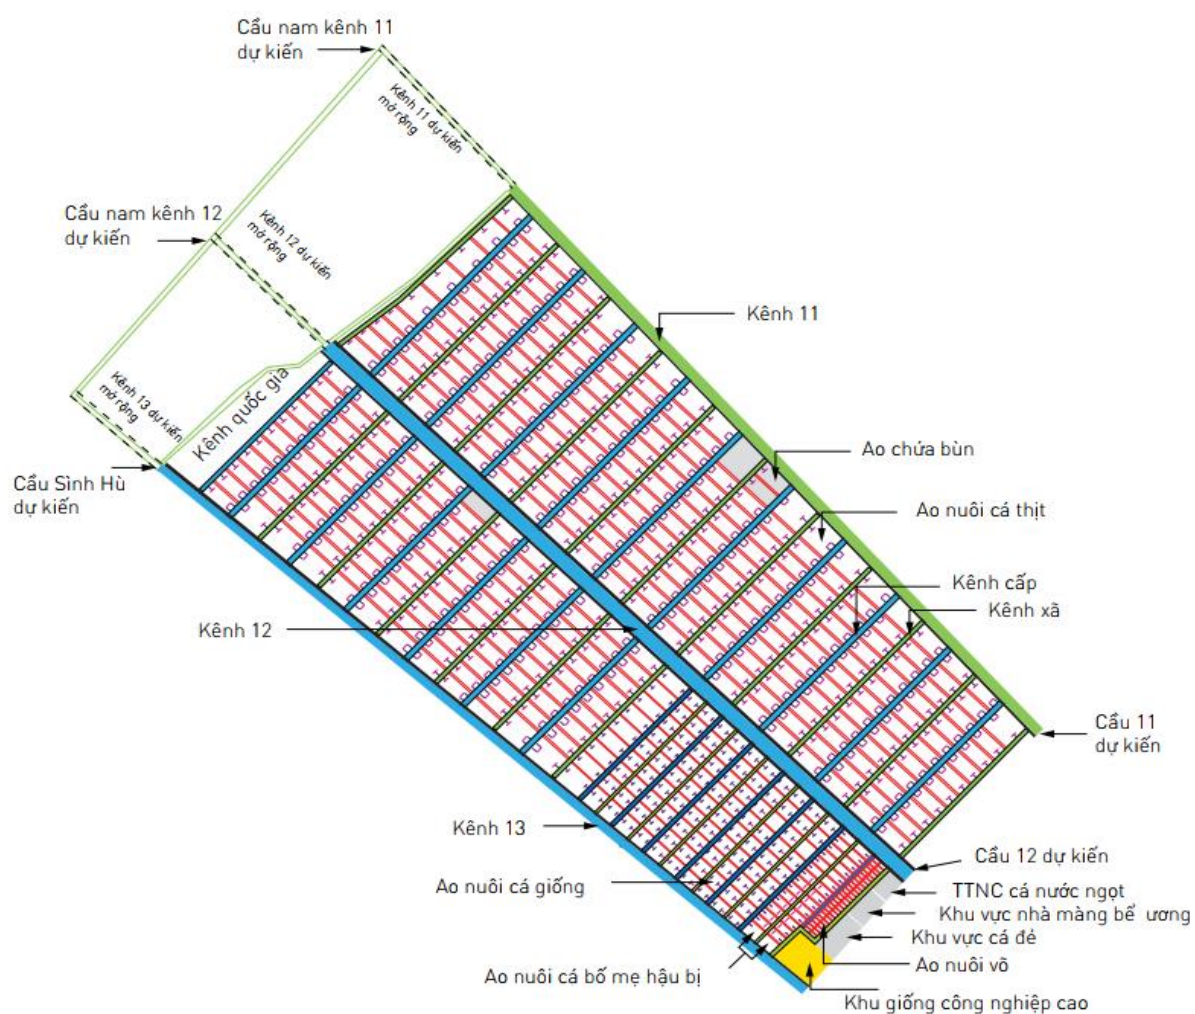 Cầu nam kênh 11
dự kiến
Kênh 11 dự kiến
mở rộng
Cầu nam kênh 12
dự kiến
Kênh 12 dự kiến
mở rộng
Kênh 11
Kênh 13 dự kiến
mở rộng
Kênh quốc gia
Ao chứa bùn
Cầu Sình Hù
dự kiến
Ao nuôi cá thịt
Kênh cấp
Kênh xã
Kênh 12
Cầu 11
dự kiến
Kênh 13
Cầu 12 dự kiến
Ao nuôi cá giống
TTNC cá nước ngọt
Khu vực nhà màng bể ương
Khu vực cá đẻ
Ao nuôi võ
Ao nuôi cá bố mẹ hậu bị
Khu giống công nghiệp cao